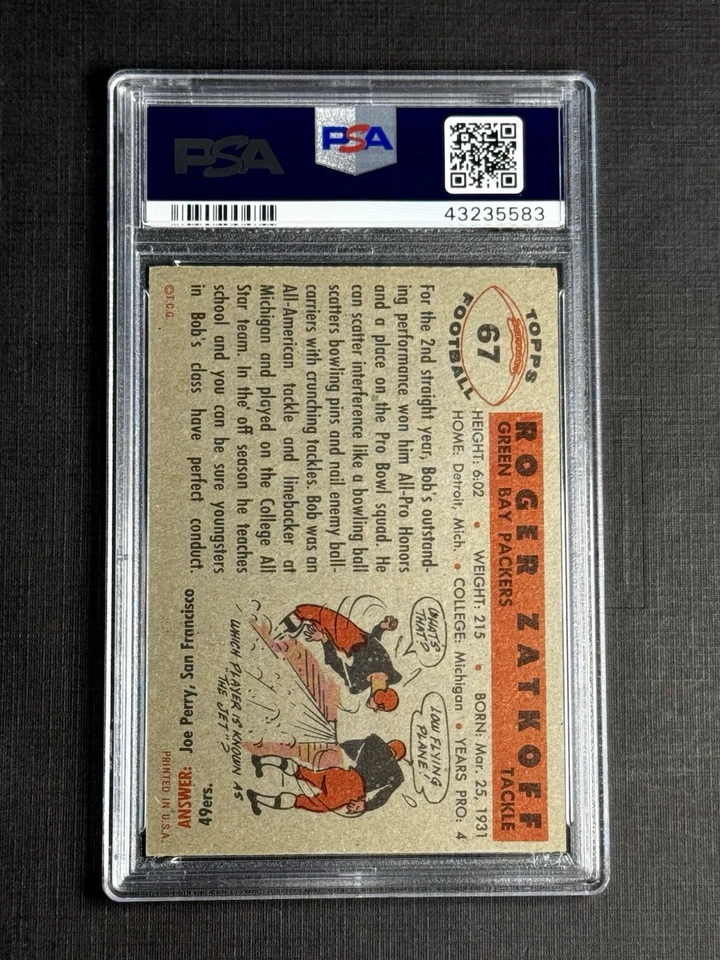 PSA
PSA
43235583
TOPPS
67
FOOTBALL
ROGER ZATKOFF
GREEN BAY PACKERS TACKLE
HEIGHT: 6:02 • WEIGHT: 215 • BORN: Mar. 25, 1931
HOME: Detroit, Mich. • COLLEGE: Michigan • YEARS PRO: 4
For the 2nd straight year, Bob's outstand-
ing performance won him All-Pro Honors
and a place on the Pro Bowl squad. He
can scatter interference like a bowling ball
scatters bowling pins and nail enemy ball-
carriers with crunching tackles. Bob was an
All-American tackle and linebacker at
Michigan and played on the College All
Star team. In the off season he teaches
school and you can be sure youngsters
in Bob's class have perfect conduct.
WHAT'S
THAT?
LOW FLYING
PLANE!
WHICH PLAYER IS KNOWN AS
"THE JET"?
ANSWER: Joe Perry, San Francisco
49ers.
©T.C.G.
PRINTED IN U.S.A.